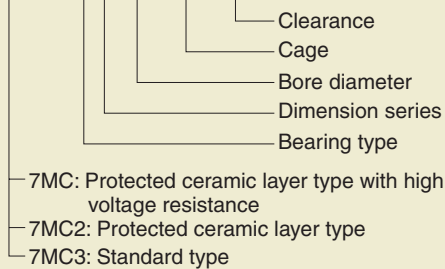 Clearance
Cage
Bore diameter
Dimension series
Bearing type
7MC: Protected ceramic layer type with high
voltage resistance
7MC2: Protected ceramic layer type
7MC3: Standard type